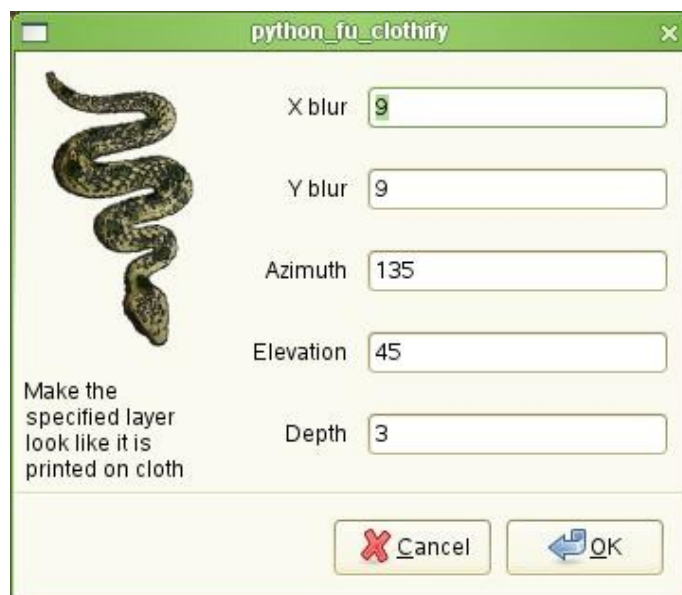 python_fu_clothify
X blur 9
Y blur 9
Azimuth 135
Elevation 45
Depth 3
Make the
specified layer
look like it is
printed on cloth
Cancel
OK